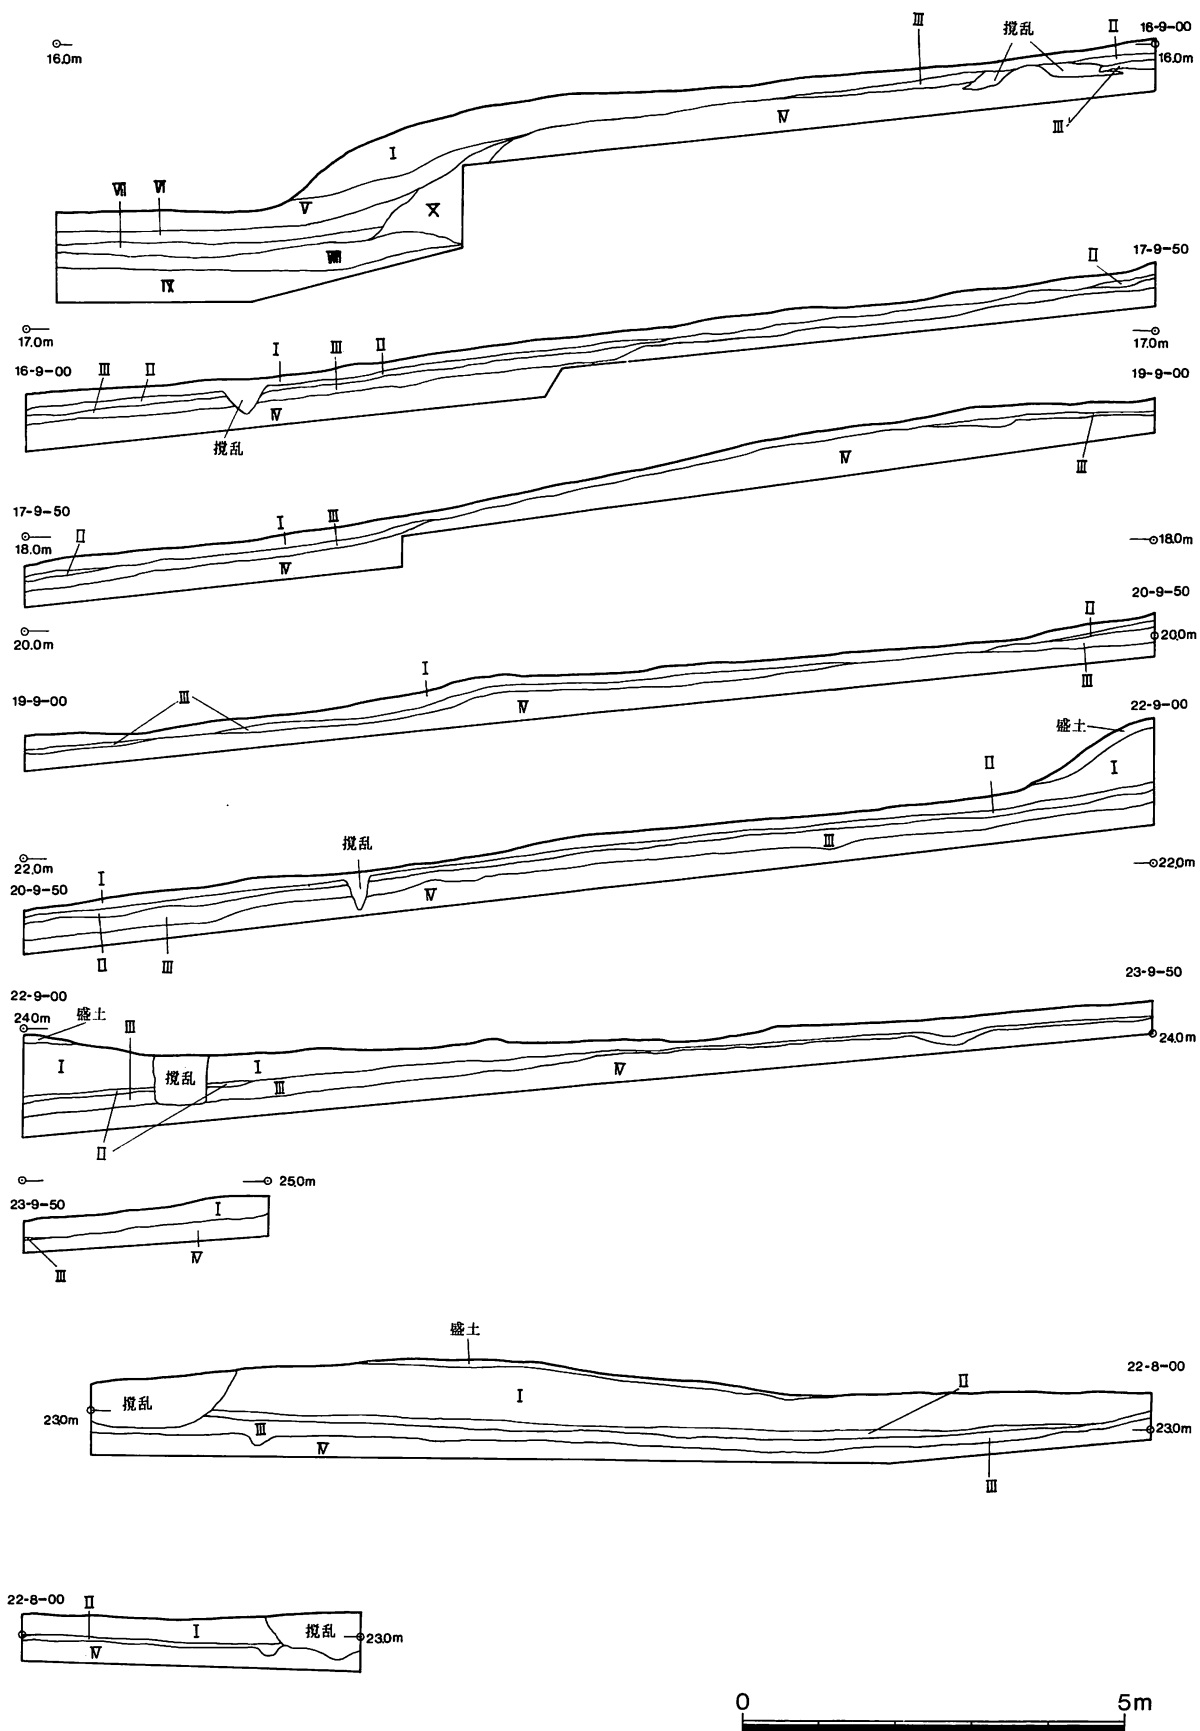 16.0m
III
撹乱
II
16-9-00
16.0m
IV
III'
I
VII
VI
V
X
VIII
IX
17-9-50
II
17.0m
17.0m
I
III
II
16-9-00
III
II
19-9-00
IV
撹乱
IV
III
17-9-50
I
III
18.0m
II
18.0m
IV
20-9-50
II
20.0m
20.0m
I
III
III
19-9-00
IV
22-9-00
盛土
II
I
撹乱
22.0m
III
22.0m
20-9-50
I
IV
II
III
23-9-50
22-9-00
24.0m
盛土
III
24.0m
I
撹乱
I
III
IV
II
25.0m
23-9-50
I
IV
III
盛土
22-8-00
II
撹乱
I
23.0m
III
23.0m
IV
III
22-8-00
II
I
撹乱
23.0m
IV
0
5m